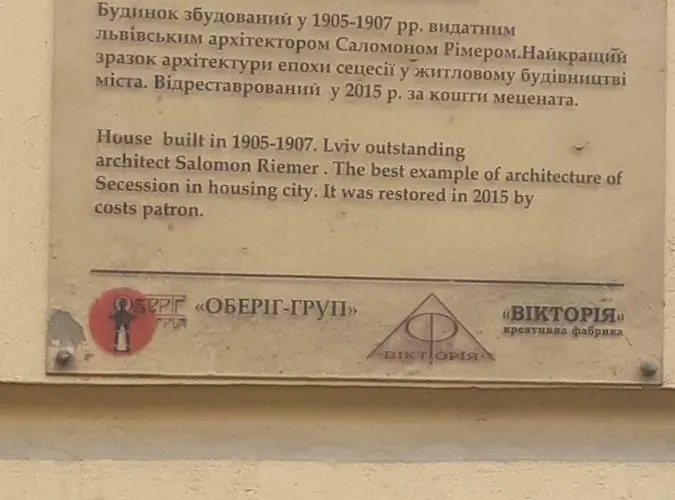 Будинок збудований у 1905-1907 рр. видатним
львівським архітектором Саломоном Рімером.Найкращий
зразок архітектури епохи сецесії у житловому будівництві
міста. Відреставрований у 2015 р. за кошти мецената.
House built in 1905-1907. Lviv outstanding
architect Salomon Riemer . The best example of architecture of
Secession in housing city. It was restored in 2015 by
costs patron.
ОБЕРІГ
ГРУП
«ОБЕРІГ-ГРУП»
Ф
ВІКТОРІЯ
«ВІКТОРІЯ»
креативна фабрика